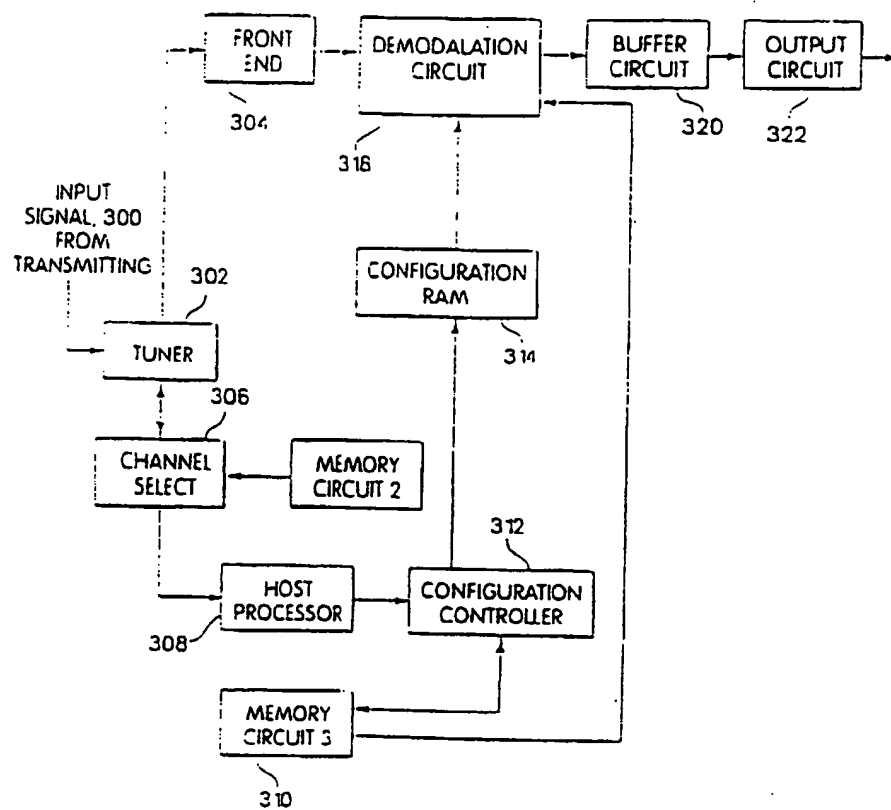 FRONT
END
304
DEMODALATION
CIRCUIT
316
BUFFER
CIRCUIT
320
OUTPUT
CIRCUIT
322
INPUT
SIGNAL, 300
FROM
TRANSMITTING
302
TUNER
CONFIGURATION
RAM
314
306
CHANNEL
SELECT
MEMORY
CIRCUIT 2
312
HOST
PROCESSOR
308
CONFIGURATION
CONTROLLER
MEMORY
CIRCUIT 3
310